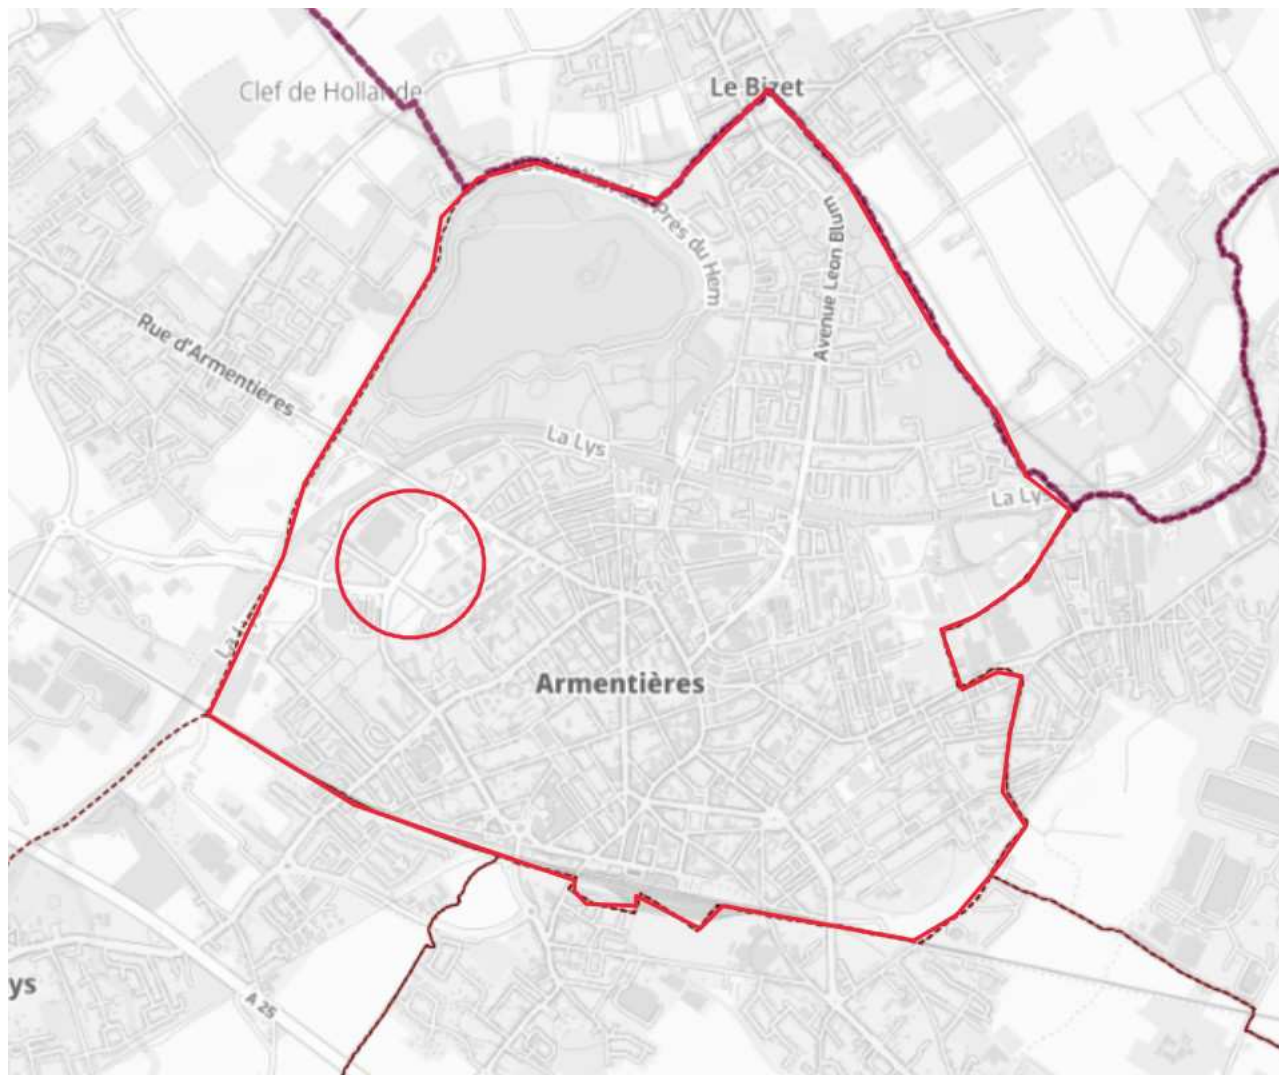 Clef de Hollande
Le Bizet
Prés du Hem
Avenue Leon Blum
Rue d'Armentières
La Lys
La Lys
Armentières
ys
A 25